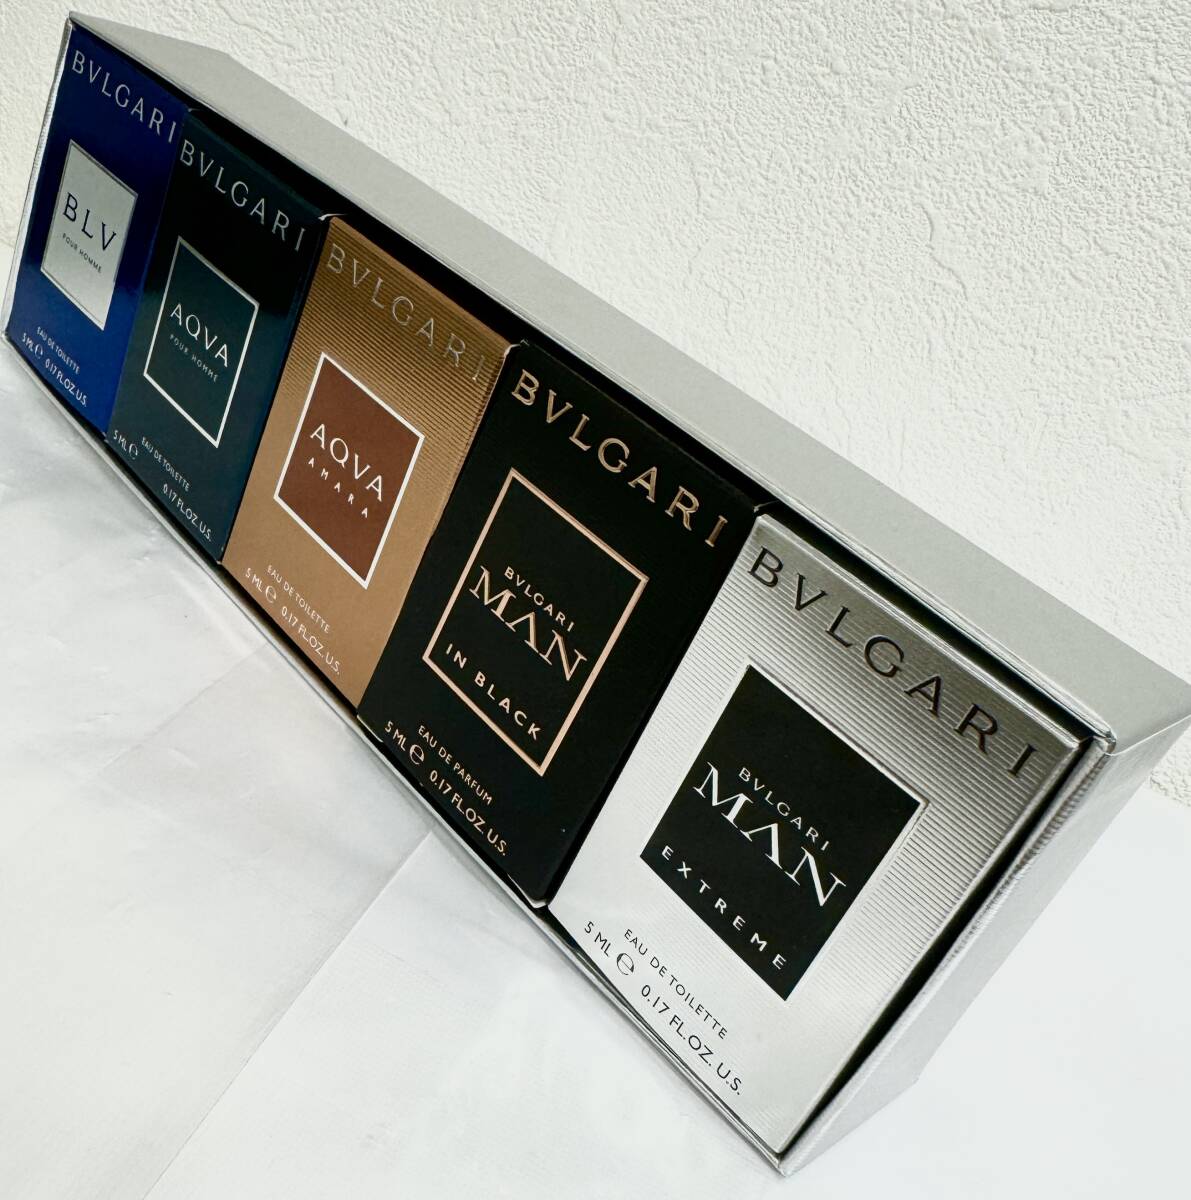 BVLGARI
BLV
POUR HOMME
EAU DE TOILETTE
5 ML ℮ 0.17 FL.OZ.U.S.
BVLGARI
AQVA
POUR HOMME
EAU DE TOILETTE
5 ML ℮ 0.17 FL.OZ.U.S.
BVLGARI
AQVA
AMARA
EAU DE TOILETTE
5 ML ℮ 0.17 FL.OZ.U.S.
BVLGARI
BVLGARI
MAN
IN BLACK
EAU DE PARFUM
5 ML ℮ 0.17 FL.OZ.U.S.
BVLGARI
BVLGARI
MAN
EXTREME
EAU DE TOILETTE
5 ML ℮ 0.17 FL.OZ. U.S.